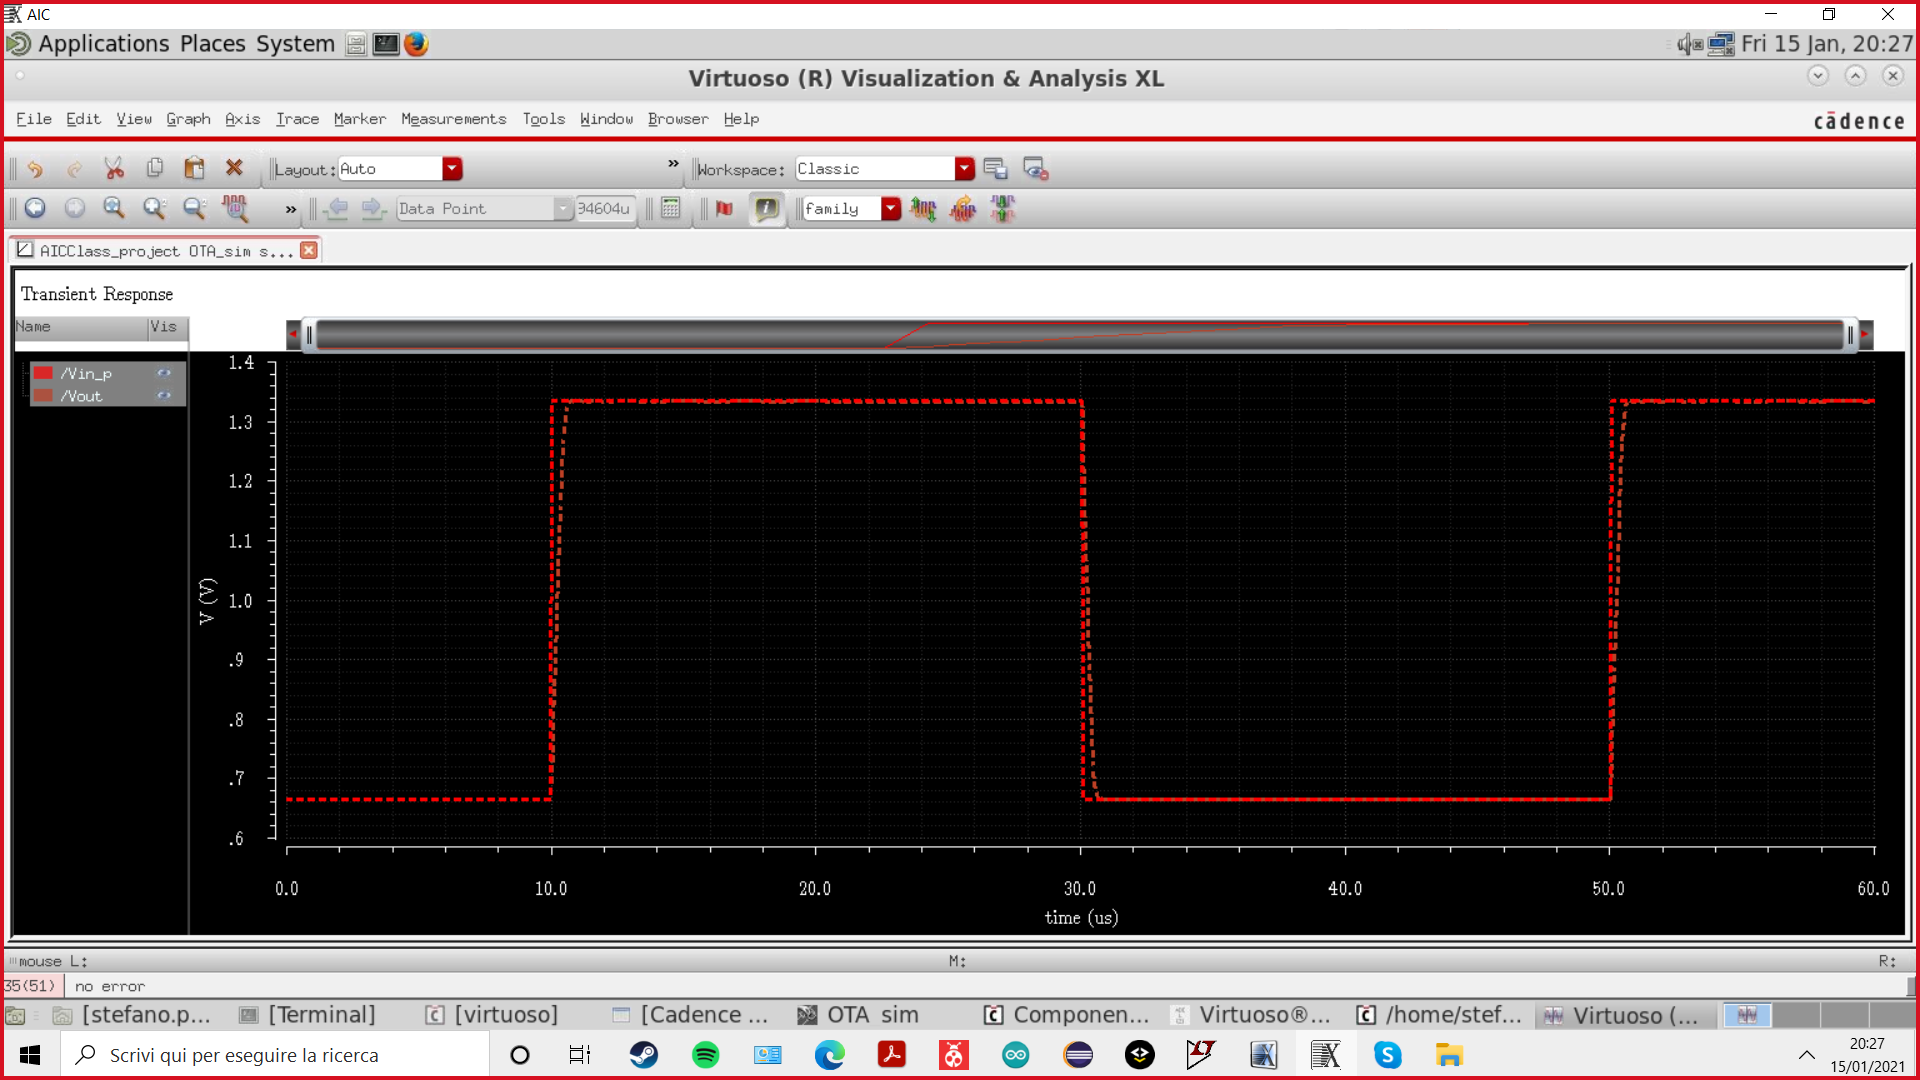 AIC
Applications Places System Fri 15 Jan, 20:27
Virtuoso (R) Visualization & Analysis XL
File Edit View Graph Axis Trace Marker Measurements Tools Window Browser Help cādence
Layout: Auto » Workspace: Classic
» Data Point 34604u family
AICClass_project OTA_sim s...
Transient Response
Name Vis
/Vin_p
/Vout
1.4
1.3
1.2
1.1
1.0
.9
.8
.7
.6
V (V)
0.0 10.0 20.0 30.0 40.0 50.0 60.0
time (us)
mouse L: M: R:
35(51) no error
[stefano.p... [Terminal] [virtuoso] [Cadence ... OTA sim Componen... Virtuoso®... /home/stef... Virtuoso (...
Scrivi qui per eseguire la ricerca
20:27
15/01/2021